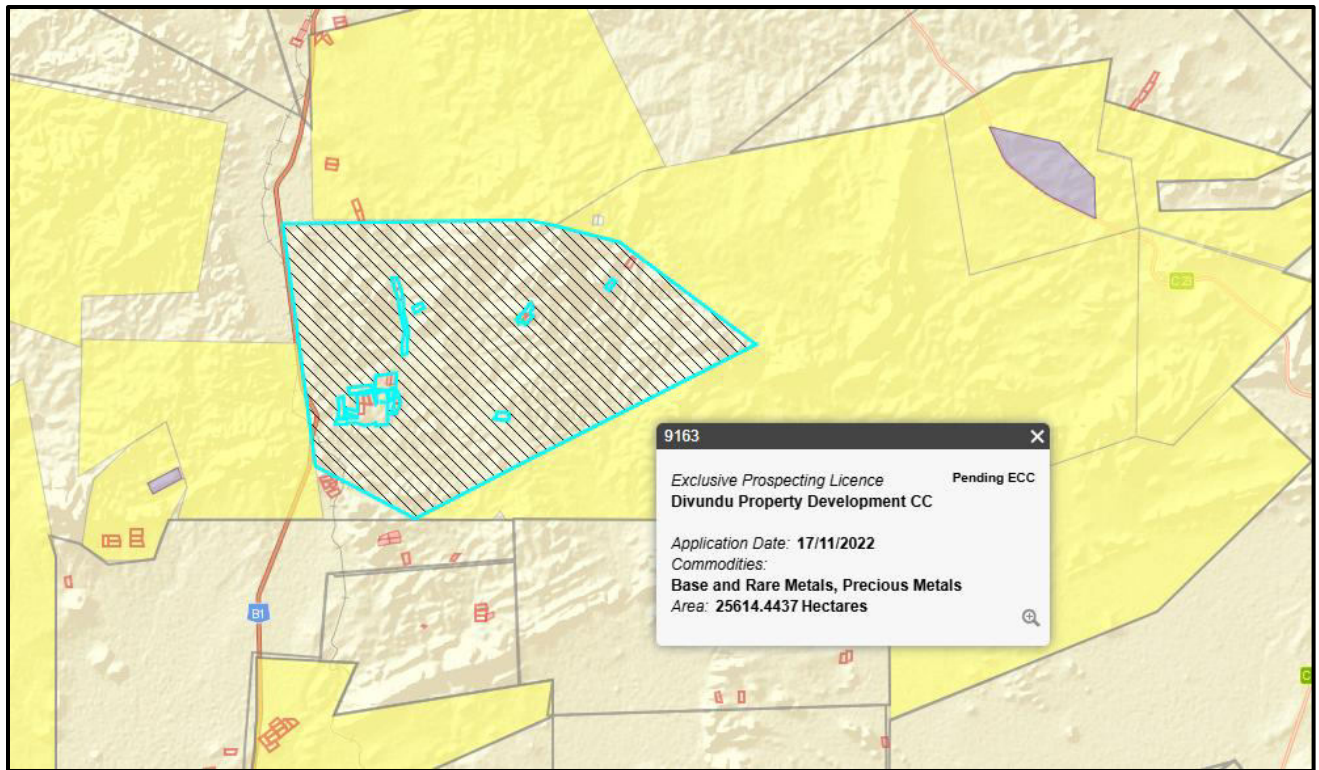 C 25
9163
Exclusive Prospecting Licence Pending ECC
Divundu Property Development CC
Application Date: 17/11/2022
Commodities:
Base and Rare Metals, Precious Metals
Area: 25614.4437 Hectares
B1
C